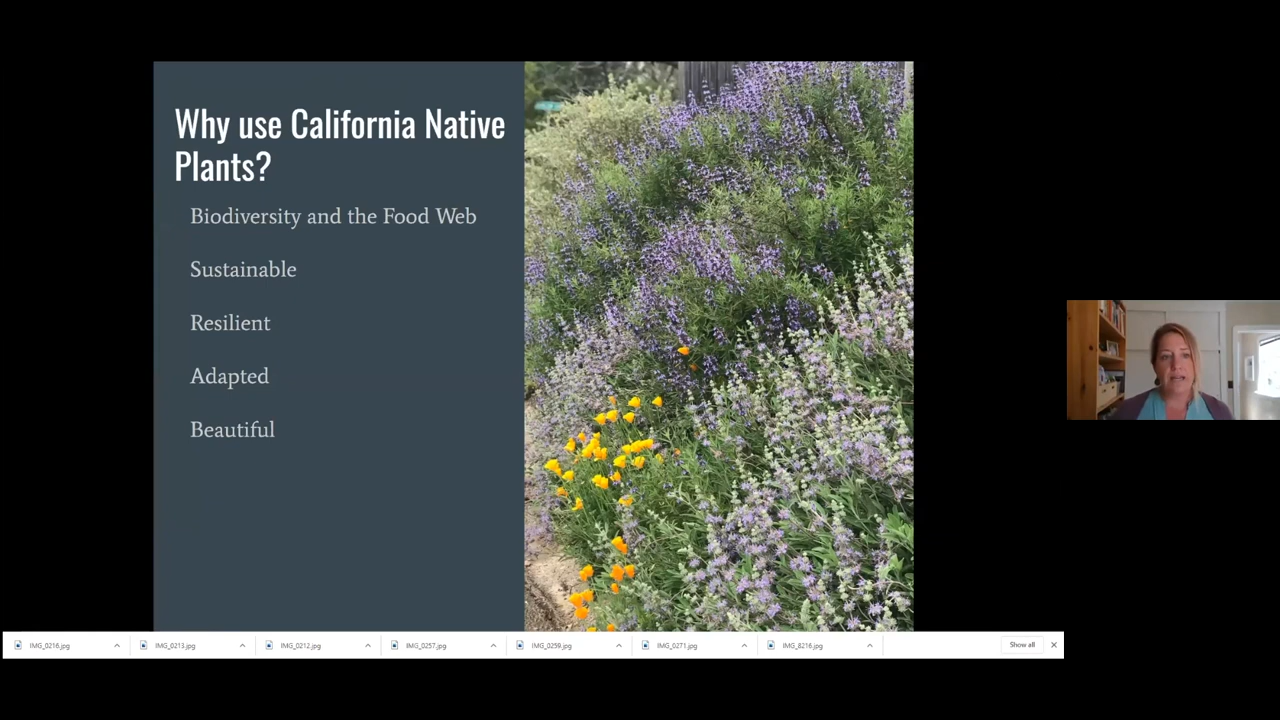 Why use California Native
Plants?
Biodiversity and the Food Web
Sustainable
Resilient
Adapted
Beautiful
IMG_0216.jpg
IMG_0213.jpg
IMG_0212.jpg
IMG_0257.jpg
IMG_0259.jpg
IMG_0271.jpg
IMG_8216.jpg
Show all